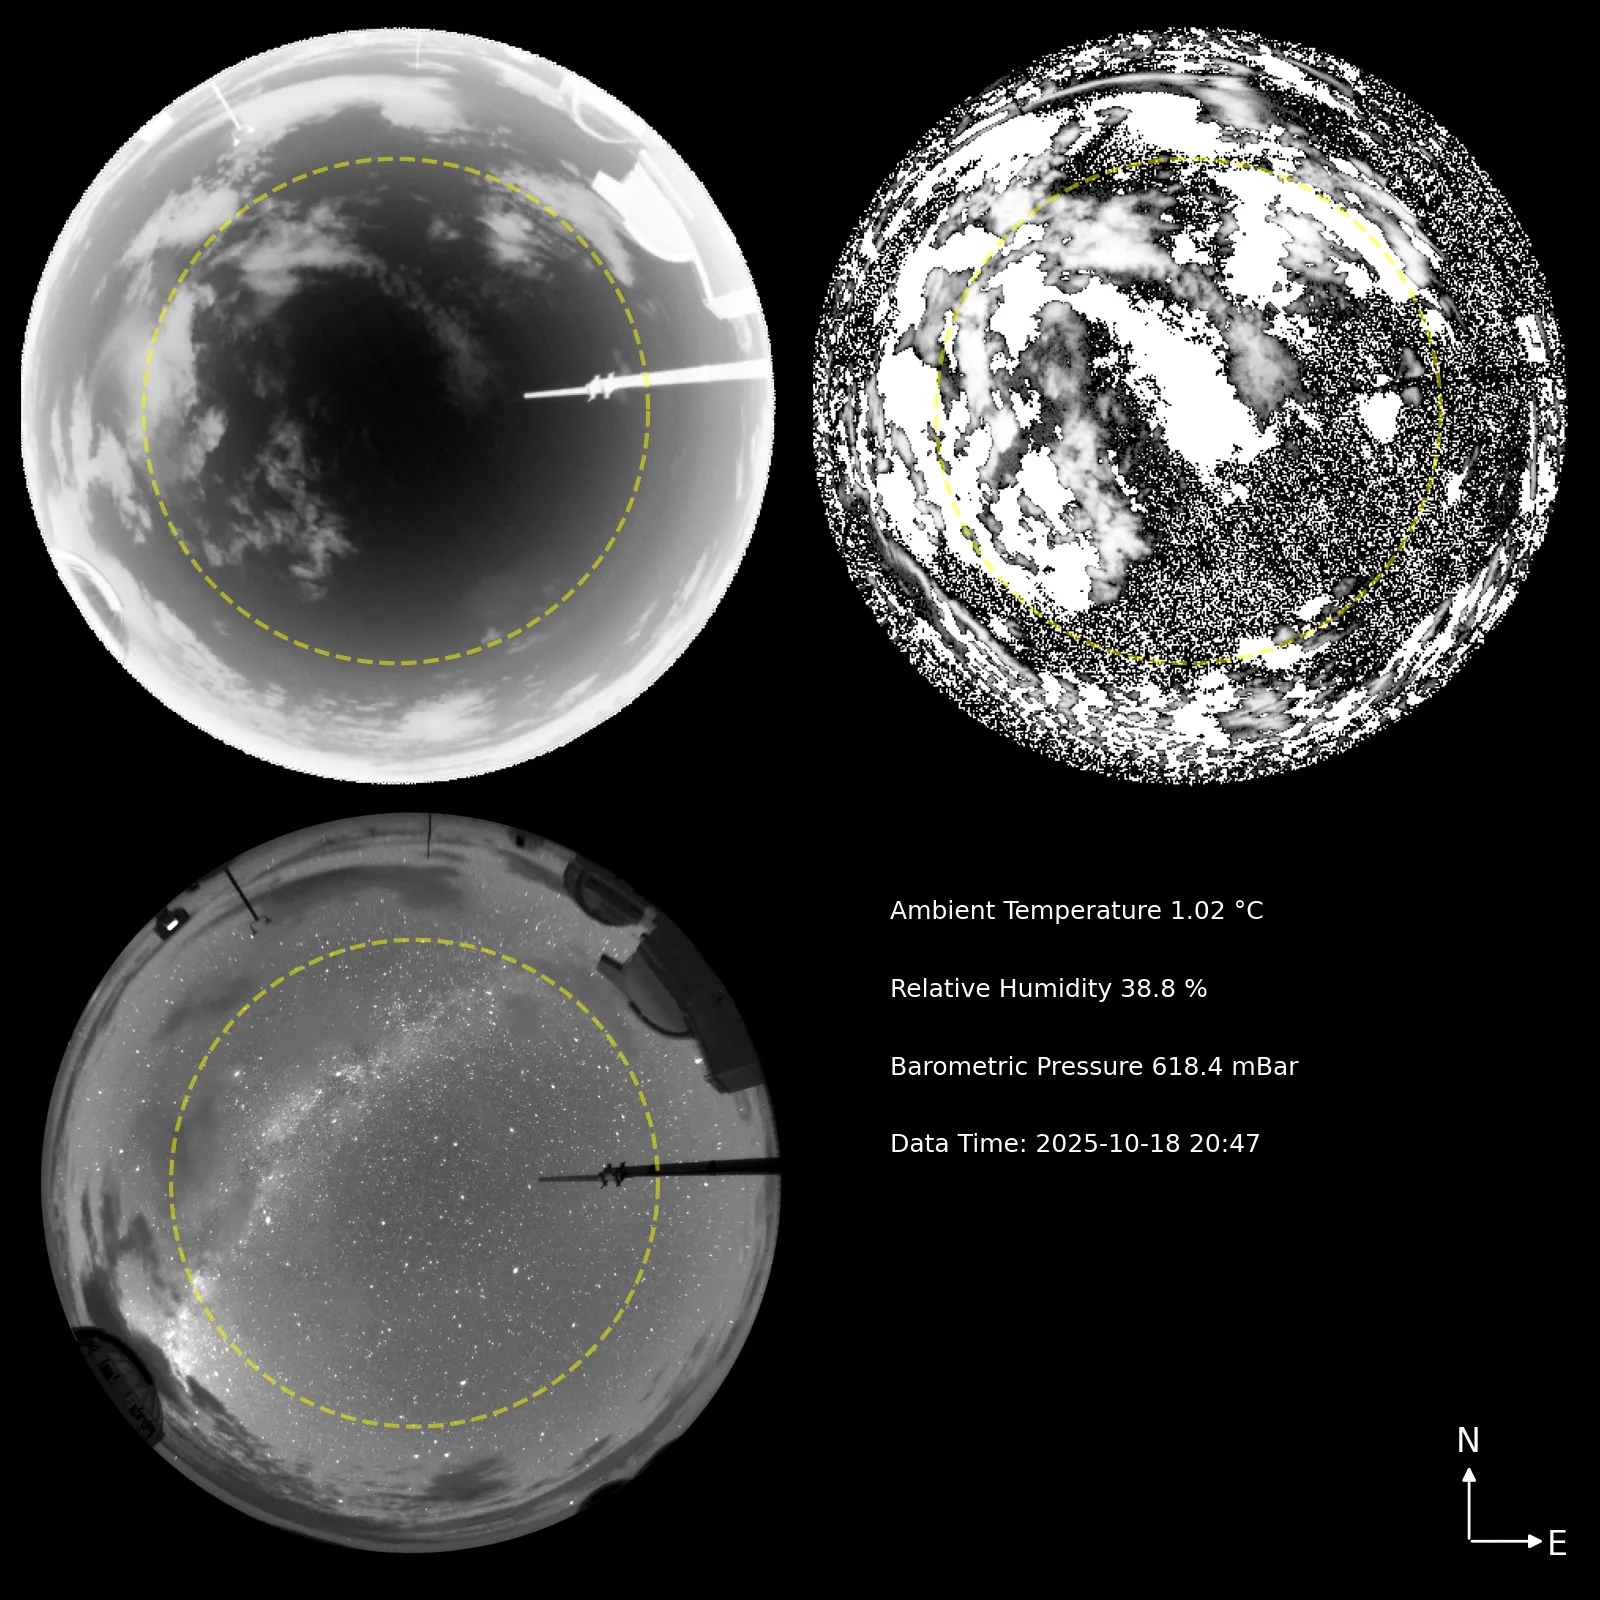 Ambient Temperature 1.02 °C
Relative Humidity 38.8 %
Barometric Pressure 618.4 mBar
Data Time: 2025-10-18 20:47
N
E